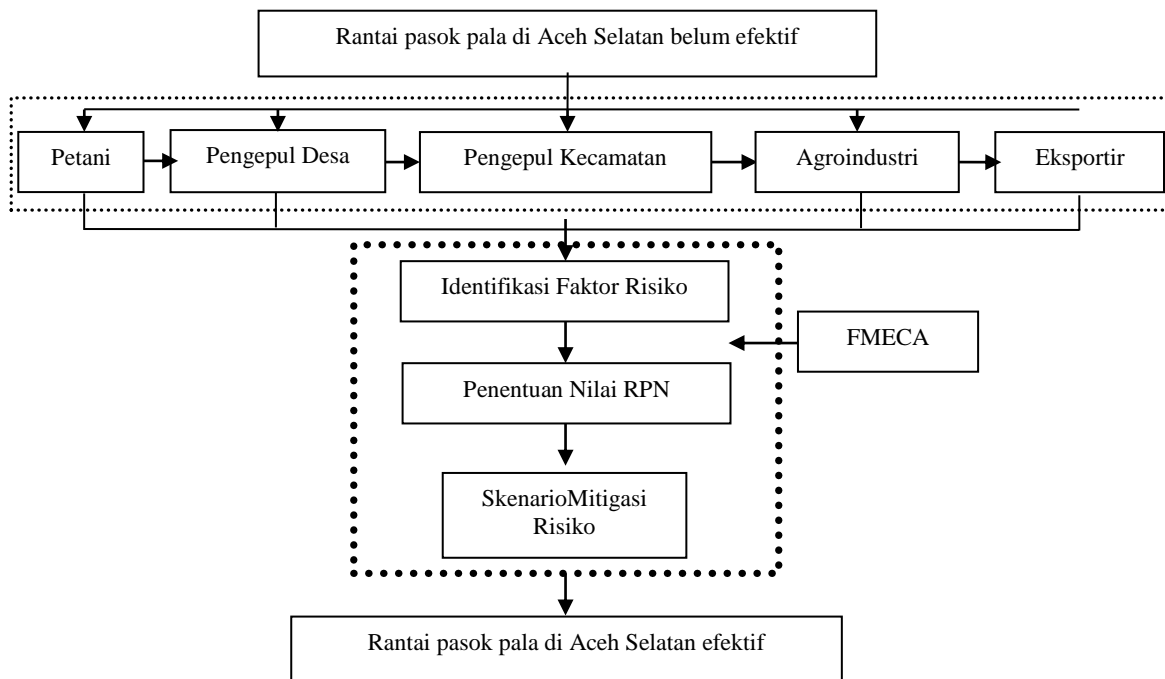 Rantai pasok pala di Aceh Selatan belum efektif
Petani
Pengepul Desa
Pengepul Kecamatan
Agroindustri
Eksportir
Identifikasi Faktor Risiko
FMECA
Penentuan Nilai RPN
SkenarioMitigasi
Risiko
Rantai pasok pala di Aceh Selatan efektif